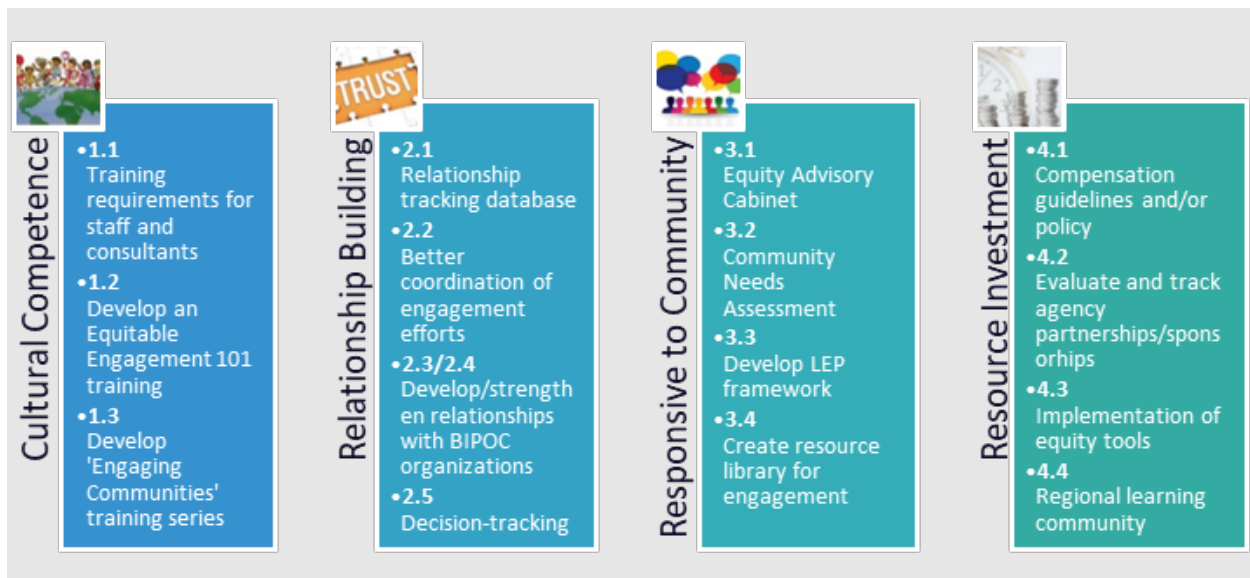 Cultural Competence
•1.1
Training
requirements for
staff and
consultants
•1.2
Develop an
Equitable
Engagement 101
training
•1.3
Develop
'Engaging
Communities'
training series
TRUST
Relationship Building
•2.1
Relationship
tracking database
•2.2
Better
coordination of
engagement
efforts
•2.3/2.4
Develop/strength
en relationships
with BIPOC
organizations
•2.5
Decision-tracking
Responsive to Community
•3.1
Equity Advisory
Cabinet
•3.2
Community
Needs
Assessment
•3.3
Develop LEP
framework
•3.4
Create resource
library for
engagement
Resource Investment
•4.1
Compensation
guidelines and/or
policy
•4.2
Evaluate and track
agency
partnerships/spons
orhips
•4.3
Implementation of
equity tools
•4.4
Regional learning
community